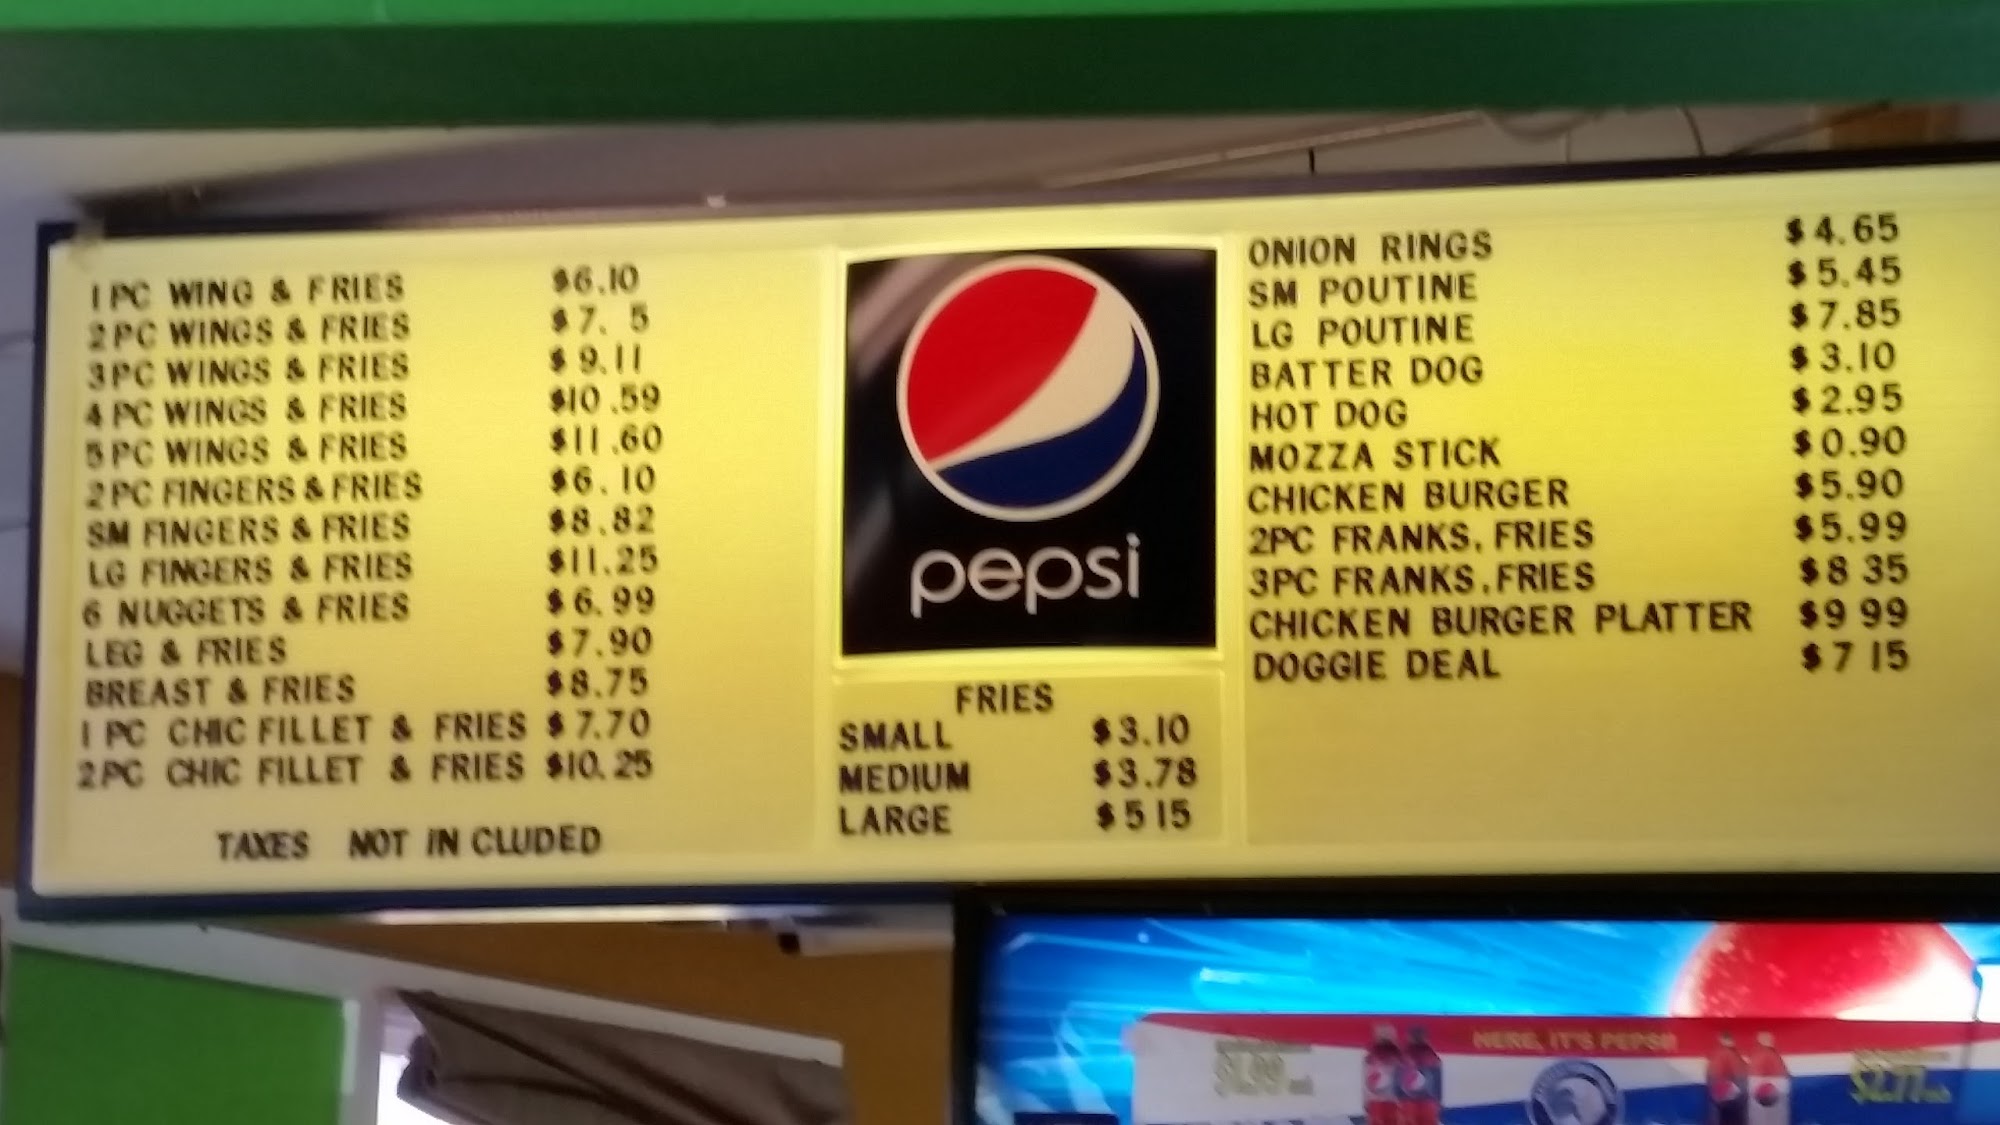 1 PC WING & FRIES $6.10
2 PC WINGS & FRIES $7. 5
3 PC WINGS & FRIES $9.11
4 PC WINGS & FRIES $10.59
5 PC WINGS & FRIES $11.60
2 PC FINGERS & FRIES $6.10
SM FINGERS & FRIES $8.82
LG FINGERS & FRIES $11.25
6 NUGGETS & FRIES $6.99
LEG & FRIES $7.90
BREAST & FRIES $8.75
1 PC CHIC FILLET & FRIES $7.70
2PC CHIC FILLET & FRIES $10.25
TAXES NOT IN CLUDED
pepsi
FRIES
SMALL $3.10
MEDIUM $3.78
LARGE $5 15
ONION RINGS $4.65
SM POUTINE $5.45
LG POUTINE $7.85
BATTER DOG $3.10
HOT DOG $2.95
MOZZA STICK $0.90
CHICKEN BURGER $5.90
2PC FRANKS. FRIES $5.99
3PC FRANKS. FRIES $8 35
CHICKEN BURGER PLATTER $9 99
DOGGIE DEAL $7 15
HERE, IT'S PEPSI!
$1.99
$2.77